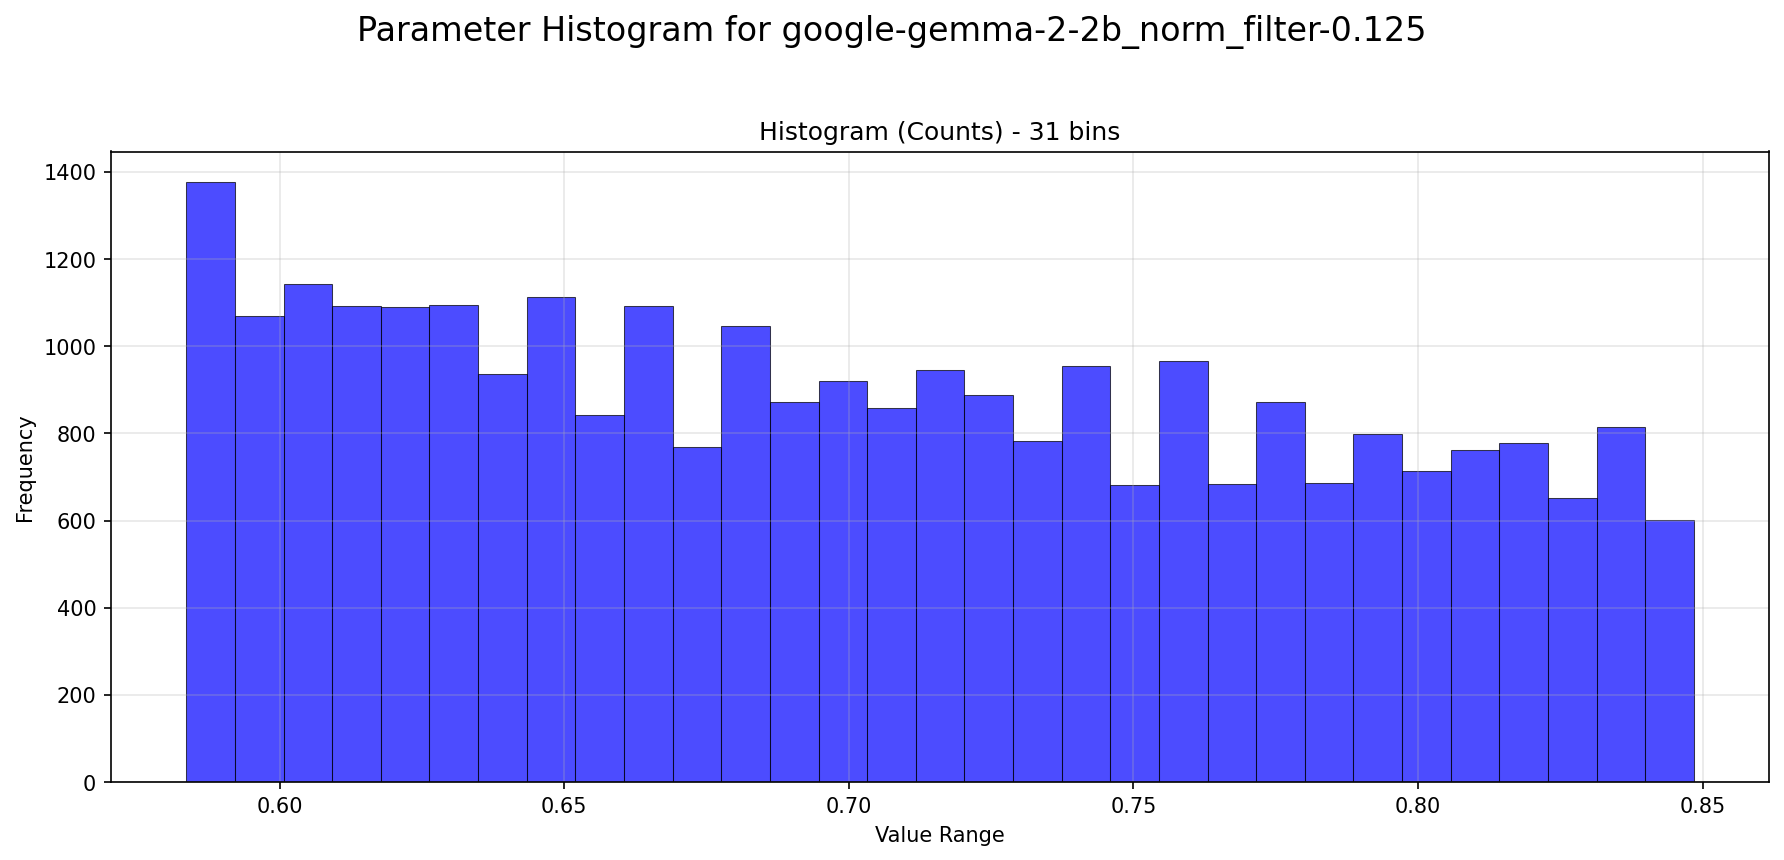 Parameter Histogram for google-gemma-2-2b_norm_filter-0.125
Histogram (Counts) - 31 bins
1400
1200
1000
800
600
400
200
0
Frequency
0.60 0.65 0.70 0.75 0.80 0.85
Value Range